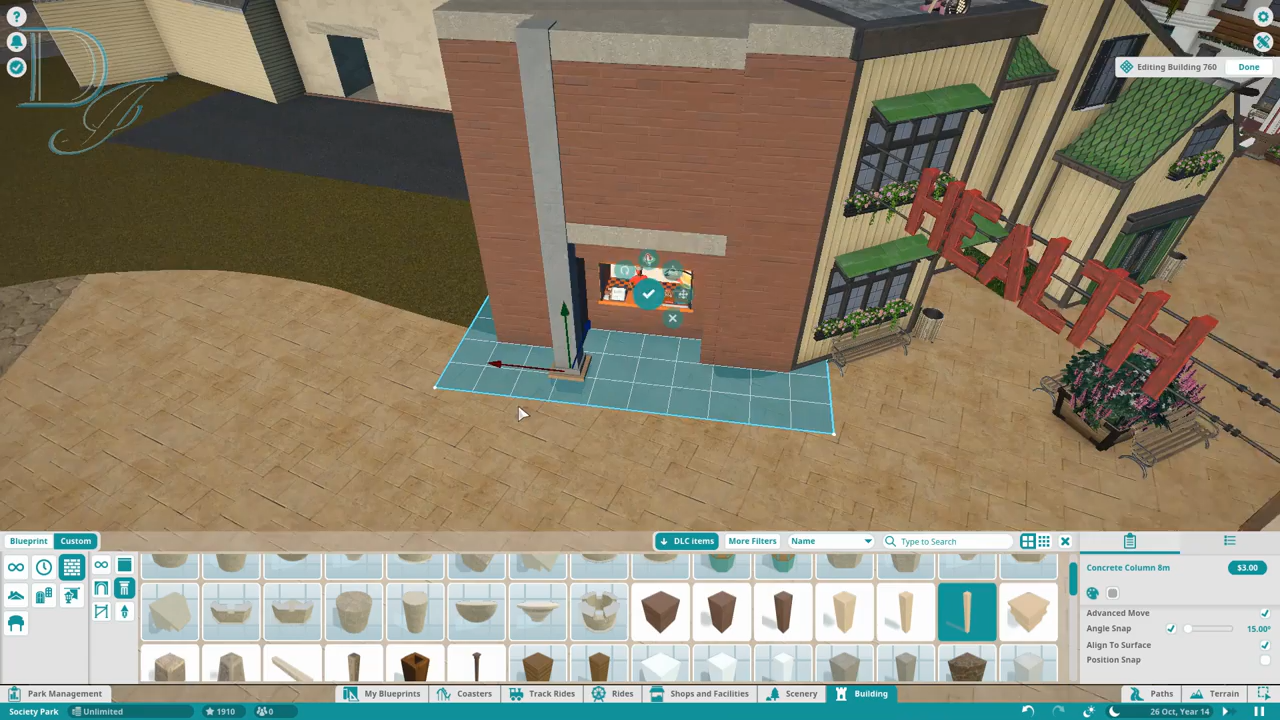 ?
DJ
Editing Building 760 Done
HEALTH
Blueprint Custom DLC items More Filters Name Type to Search
Concrete Column 8m $3.00
Advanced Move
Angle Snap 15.00°
Align To Surface
Position Snap
Park Management My Blueprints Coasters Track Rides Rides Shops and Facilities Scenery Building Paths Terrain
Society Park Unlimited 1910 0 26 Oct, Year 14